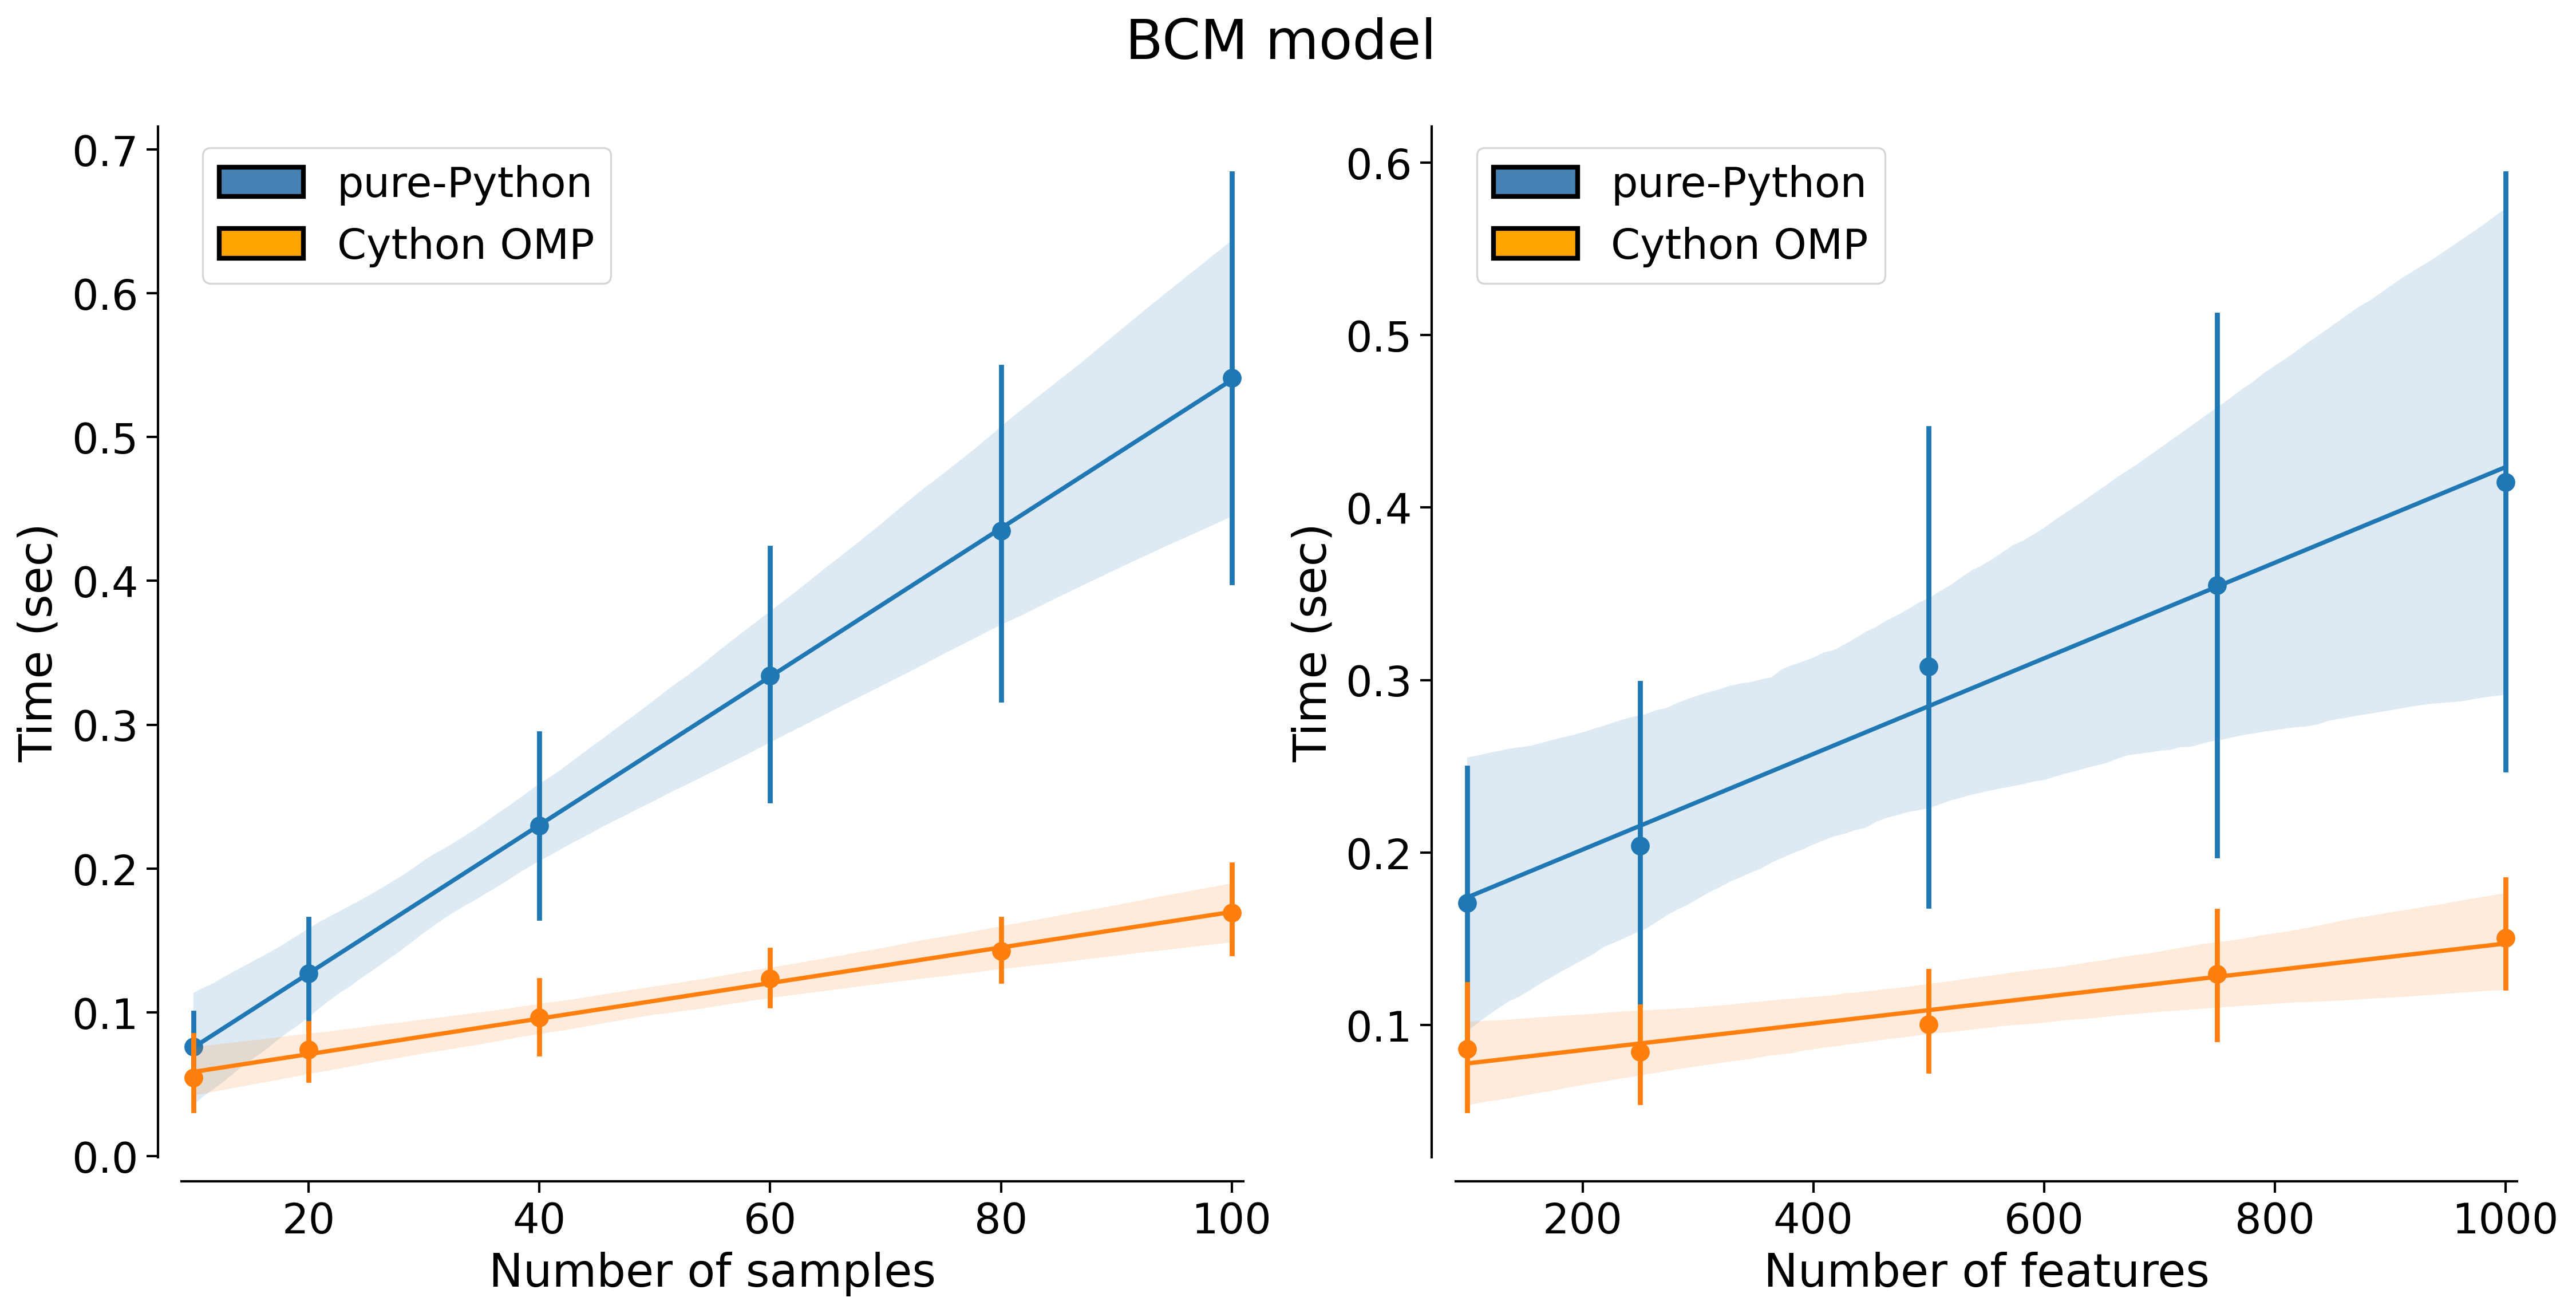 BCM model
pure-Python
Cython OMP
0.7
0.6
0.5
0.4
0.3
0.2
0.1
0.0
Time (sec)
20 40 60 80 100
Number of samples
pure-Python
Cython OMP
0.6
0.5
0.4
0.3
0.2
0.1
Time (sec)
200 400 600 800 1000
Number of features